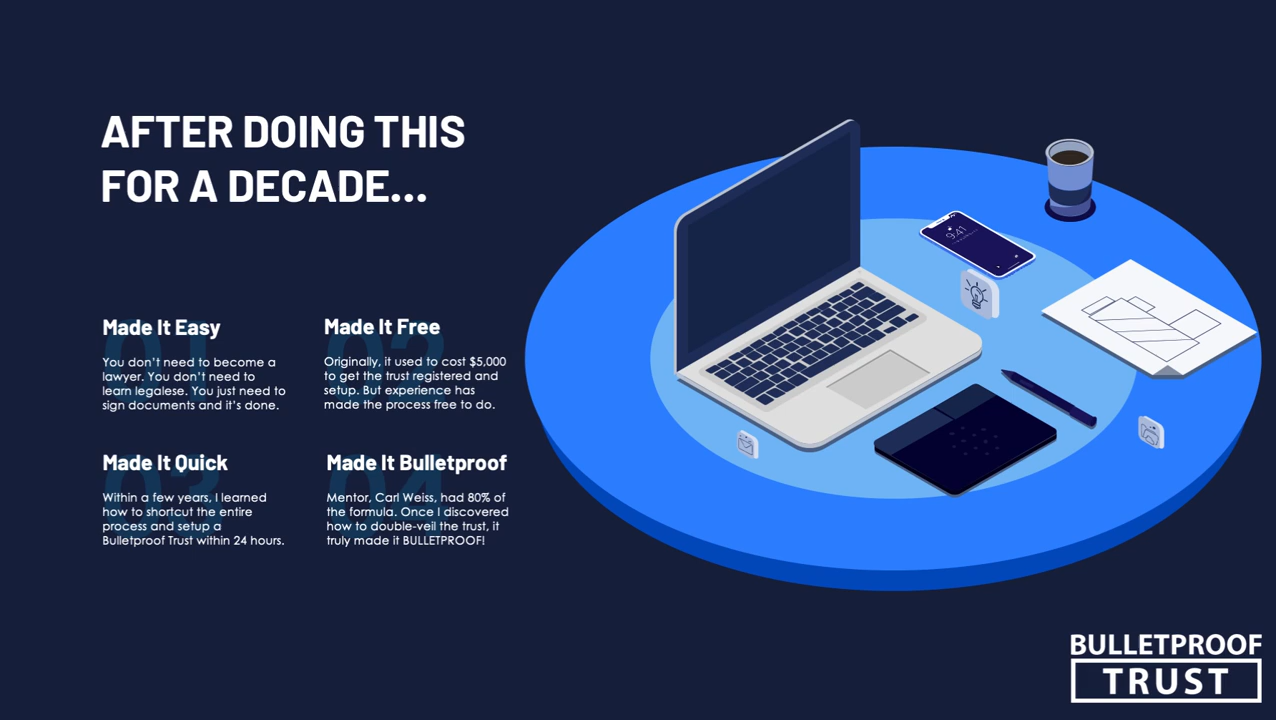 AFTER DOING THIS
FOR A DECADE...
01
Made It Easy
You don't need to become a
lawyer. You don't need to
learn legalese. You just need to
sign documents and it's done.
02
Made It Free
Originally, it used to cost $5,000
to get the trust registered and
setup. But experience has
made the process free to do.
03
Made It Quick
Within a few years, I learned
how to shortcut the entire
process and setup a
Bulletproof Trust within 24 hours.
04
Made It Bulletproof
Mentor, Carl Weiss, had 80% of
the formula. Once I discovered
how to double-veil the trust, it
truly made it BULLETPROOF!
9:41
BULLETPROOF
TRUST